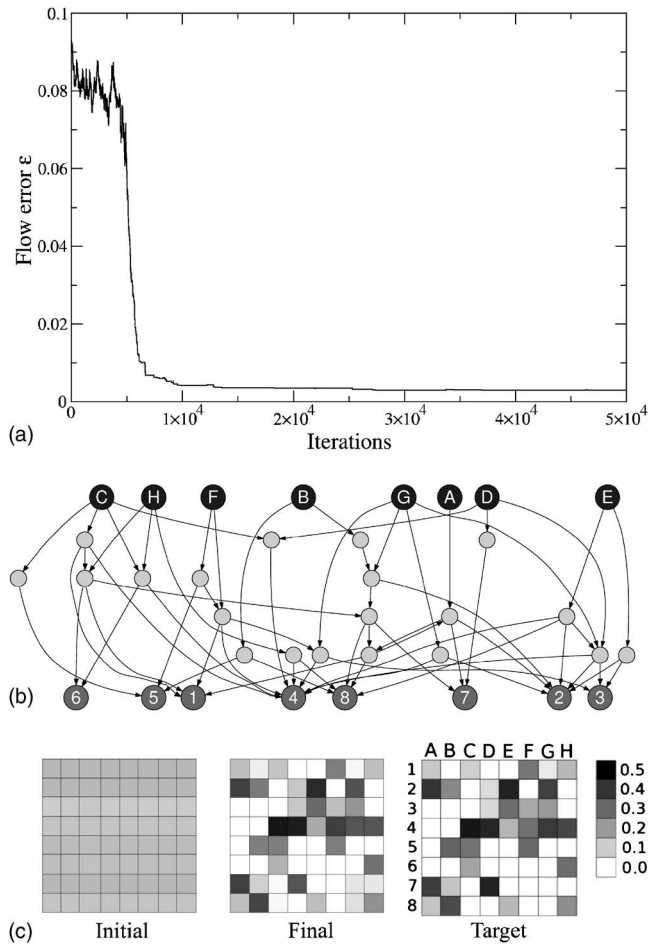 0.1
0.08
0.06
0.04
0.02
0
Flow error ε
0 1×10⁴ 2×10⁴ 3×10⁴ 4×10⁴ 5×10⁴
Iterations
(a)
C H F B G A D E
6 5 1 4 8 7 2 3
(b)
A B C D E F G H
1
2
3
4
5
6
7
8
0.5
0.4
0.3
0.2
0.1
0.0
(c) Initial Final Target